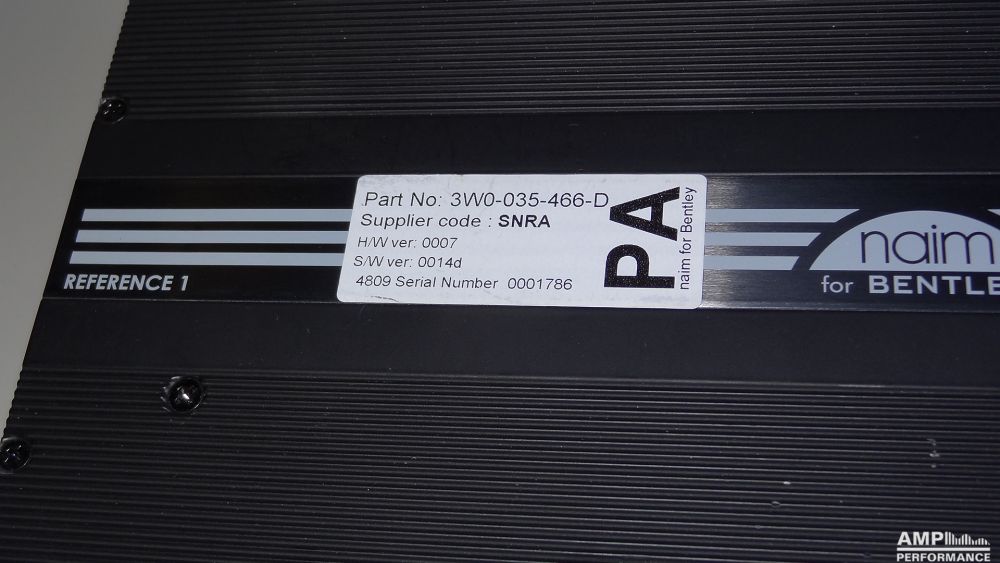 Part No: 3W0-035-466-D
Supplier code : SNRA
H/W ver: 0007
S/W ver: 0014d
4809 Serial Number 0001786
PA
naim for Bentley
REFERENCE 1
naim
for BENTLE
AMP
PERFORMANCE